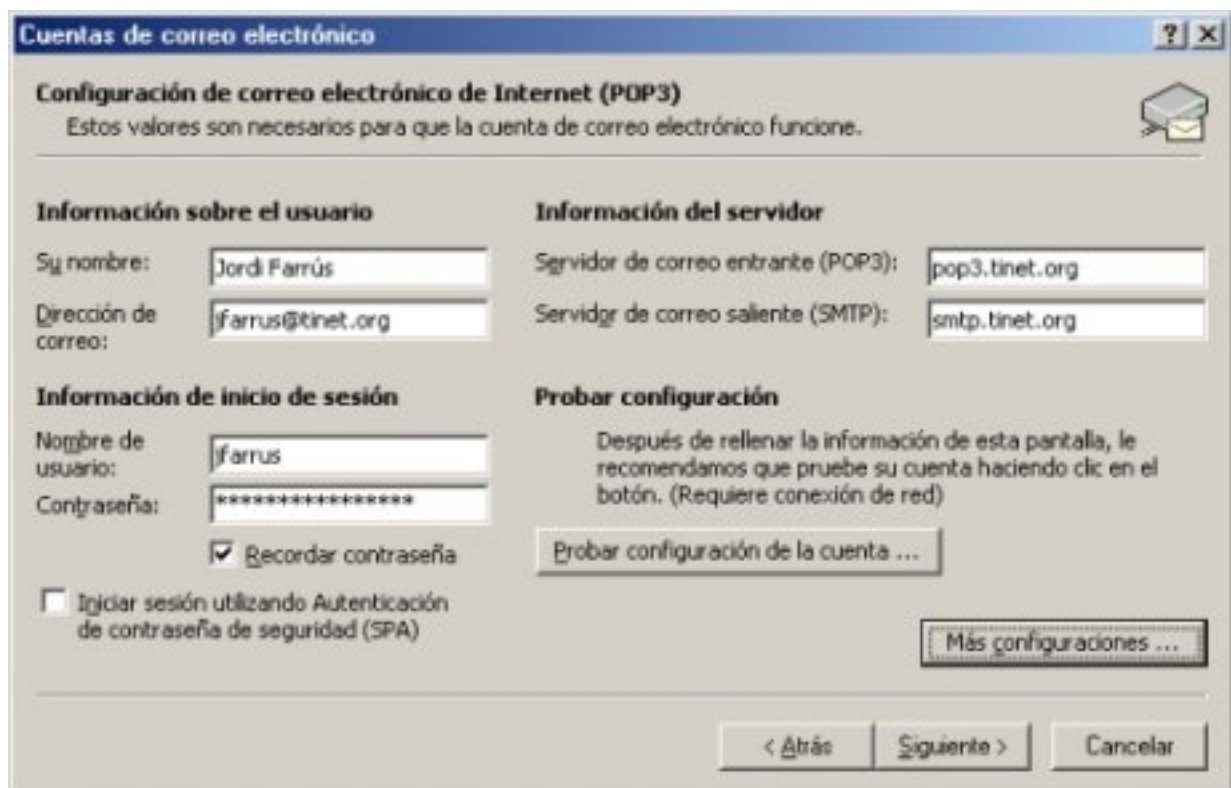 Cuentas de correo electrónico
Configuración de correo electrónico de Internet (POP3)
Estos valores son necesarios para que la cuenta de correo electrónico funcione.
Información sobre el usuario
Su nombre:
Jordi Farrús
Dirección de
correo:
jfarrus@tinet.org
Información del servidor
Servidor de correo entrante (POP3):
pop3.tinet.org
Servidor de correo saliente (SMTP):
smtp.tinet.org
Información de inicio de sesión
Nombre de
usuario:
jfarrus
Contraseña:
****************
Recordar contraseña
Iniciar sesión utilizando Autenticación
de contraseña de seguridad (SPA)
Probar configuración
Después de rellenar la información de esta pantalla, le
recomendamos que pruebe su cuenta haciendo clic en el
botón. (Requiere conexión de red)
Probar configuración de la cuenta ...
Más configuraciones ...
< Atrás
Siguiente >
Cancelar